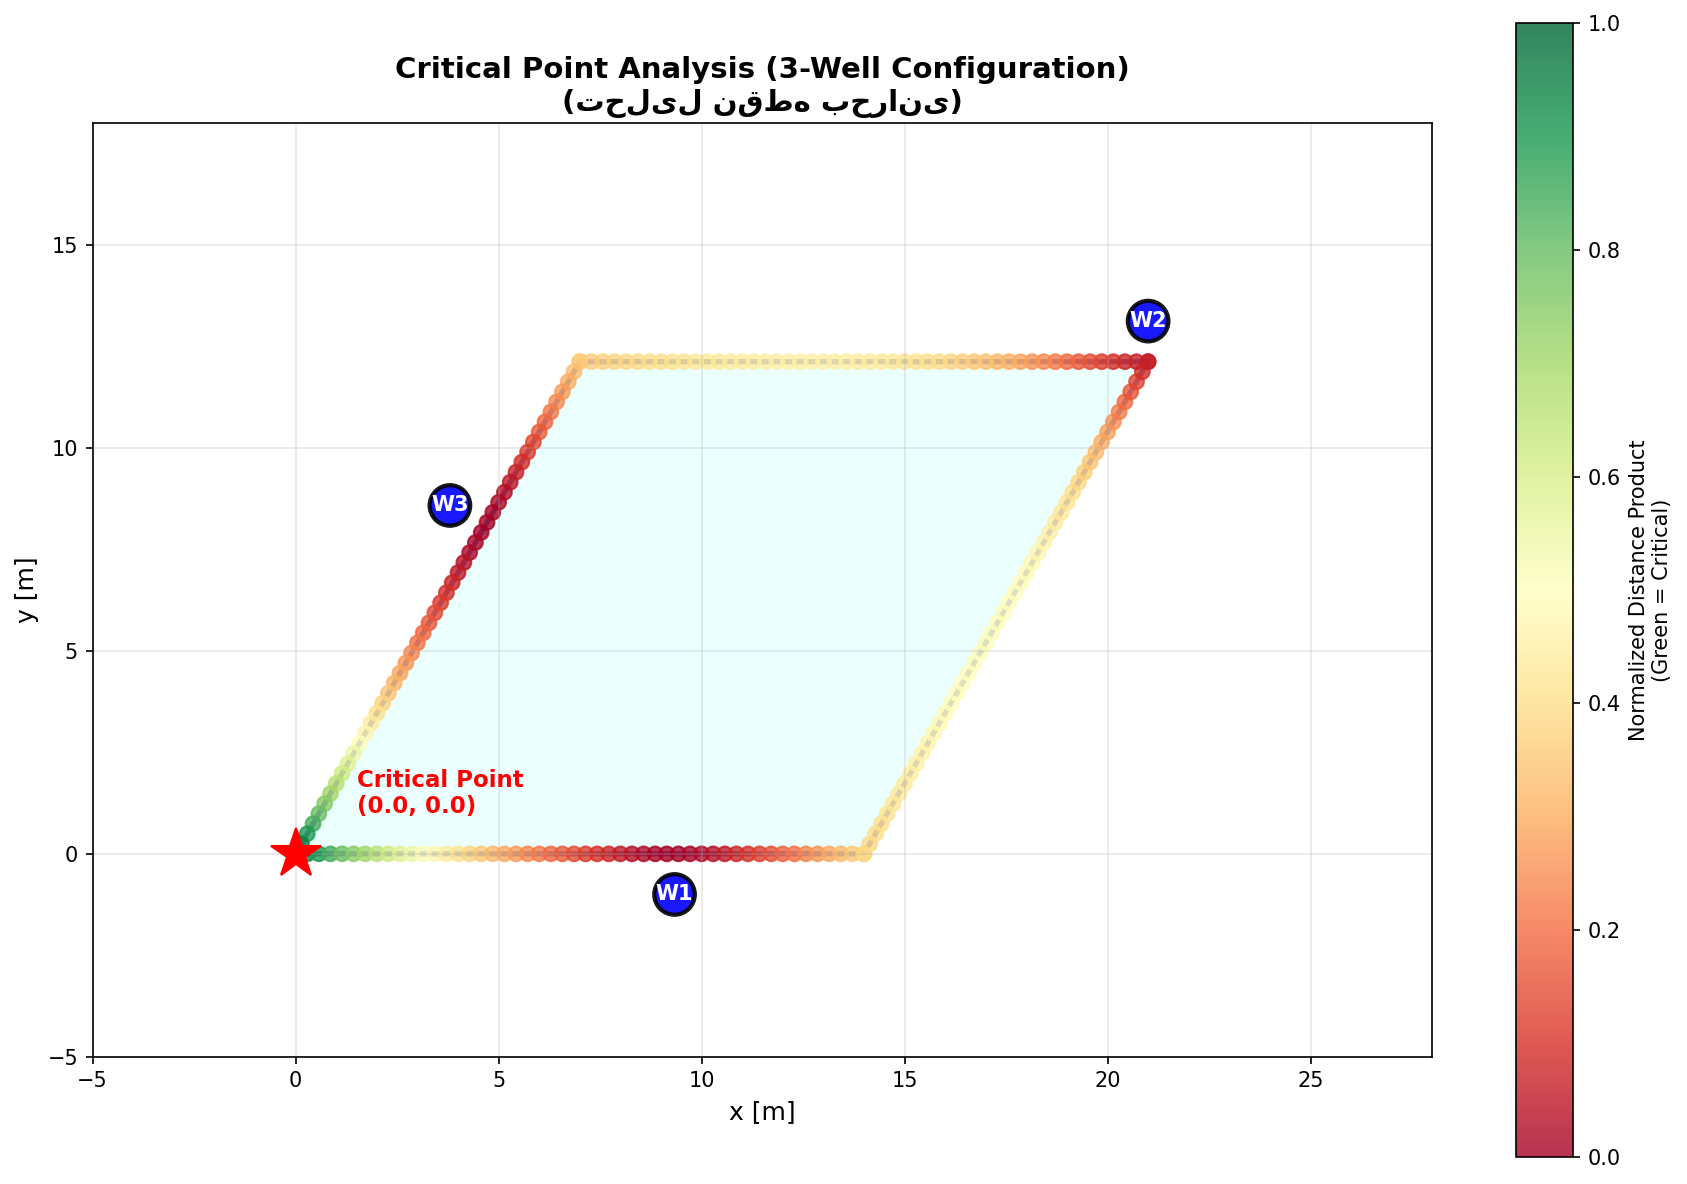 Critical Point Analysis (3-Well Configuration)
(تحلیل نقطه بحرانی)
1.0
0.8
0.6
0.4
0.2
0.0
Normalized Distance Product
(Green = Critical)
15
10
5
0
−5
y [m]
W2
W3
Critical Point
(0.0, 0.0)
W1
−5
0
5
10
15
20
25
x [m]